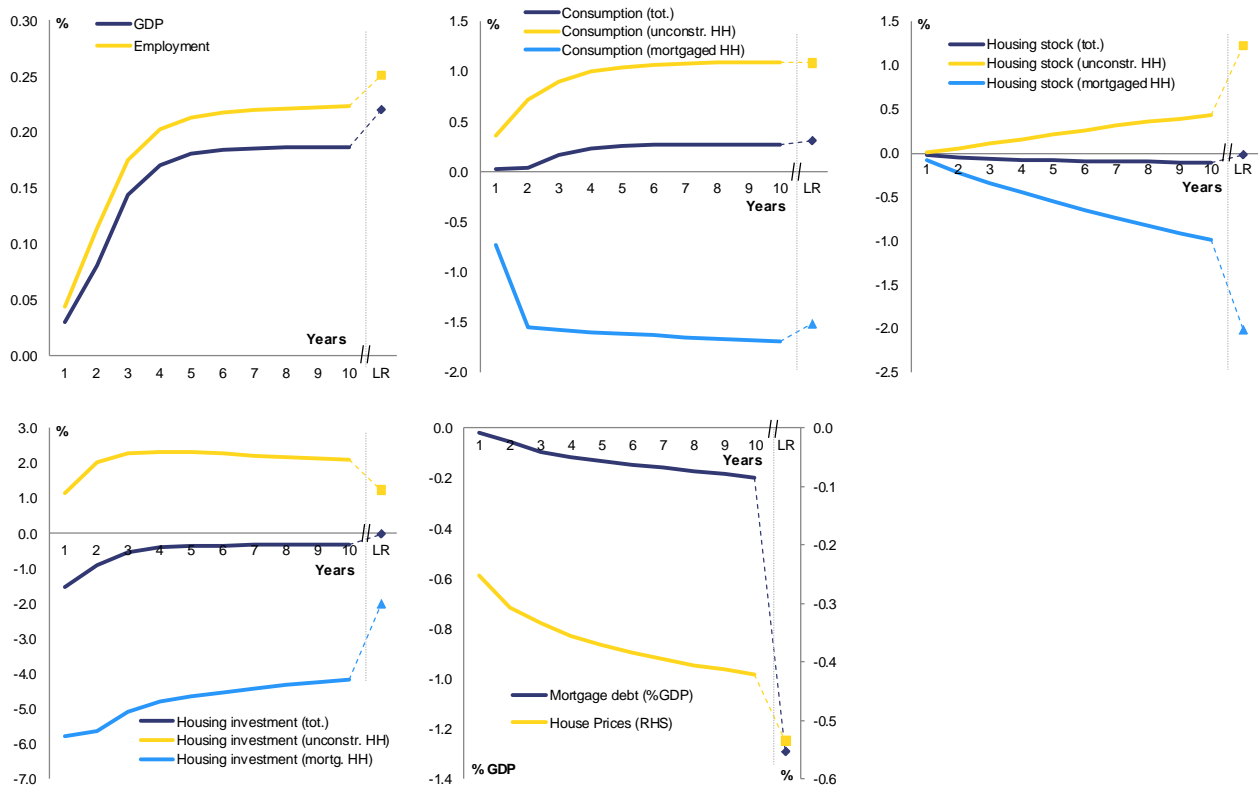 %
GDP
Employment
0.30
0.25
0.20
0.15
0.10
0.05
0.00
Years
1 2 3 4 5 6 7 8 9 10 LR
%
Consumption (tot.)
Consumption (unconstr. HH)
Consumption (mortgaged HH)
1.5
1.0
0.5
0.0
-0.5
-1.0
-1.5
-2.0
1 2 3 4 5 6 7 8 9 10 LR
Years
%
Housing stock (tot.)
Housing stock (unconstr. HH)
Housing stock (mortgaged HH)
1.5
1.0
0.5
0.0
-0.5
-1.0
-1.5
-2.0
-2.5
1 2 3 4 5 6 7 8 9 10 LR
Years
%
3.0
2.0
1.0
0.0
-1.0
-2.0
-3.0
-4.0
-5.0
-6.0
-7.0
1 2 3 4 5 6 7 8 9 10 LR
Years
Housing investment (tot.)
Housing investment (unconstr. HH)
Housing investment (mortg. HH)
0.0
-0.2
-0.4
-0.6
-0.8
-1.0
-1.2
-1.4
1 2 3 4 5 6 7 8 9 10 LR
Years
Mortgage debt (%GDP)
House Prices (RHS)
% GDP
%
0.0
-0.1
-0.2
-0.3
-0.4
-0.5
-0.6